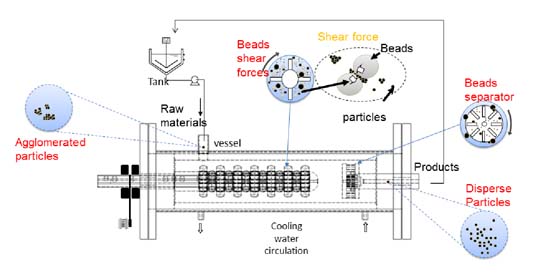 Shear force
Beads
shear
forces
Beads
Tank
Beads
separator
Raw
materials
particles
Agglomerated
particles
vessel
Products
Disperse
Particles
Cooling
water
circulation